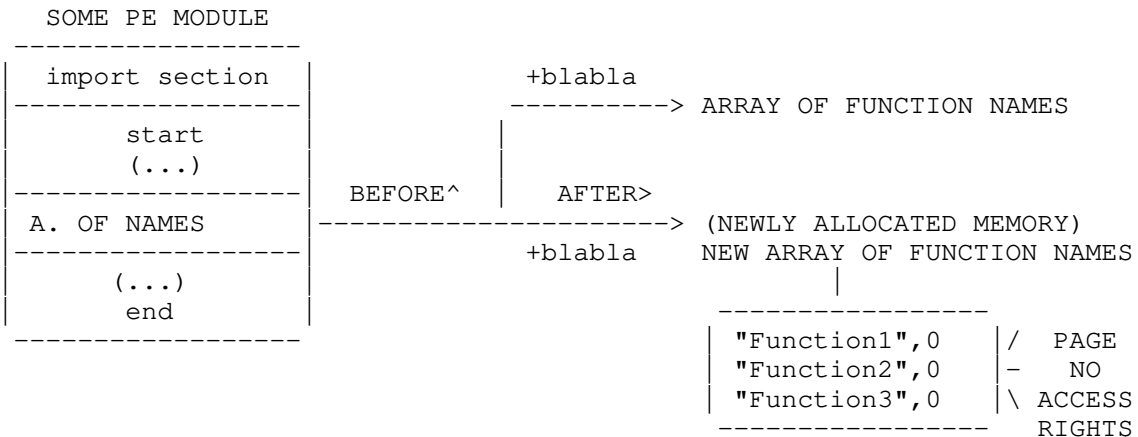 SOME PE MODULE
import section
+blabla
----------> ARRAY OF FUNCTION NAMES
start
(...)
BEFORE^ | AFTER>
A. OF NAMES |----------------------> (NEWLY ALLOCATED MEMORY)
+blabla NEW ARRAY OF FUNCTION NAMES
(...)
end
"Function1",0 |/ PAGE
"Function2",0 |- NO
"Function3",0 |\ ACCESS
RIGHTS